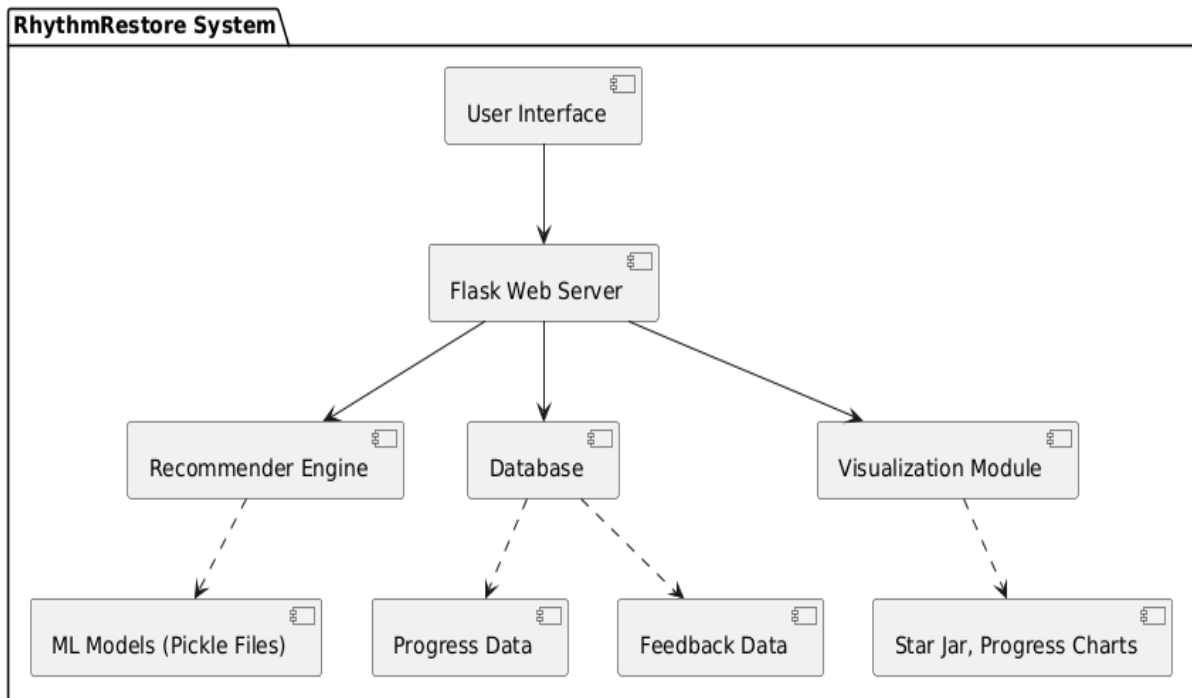 RhythmRestore System
User Interface
Flask Web Server
Recommender Engine
Database
Visualization Module
ML Models (Pickle Files)
Progress Data
Feedback Data
Star Jar, Progress Charts